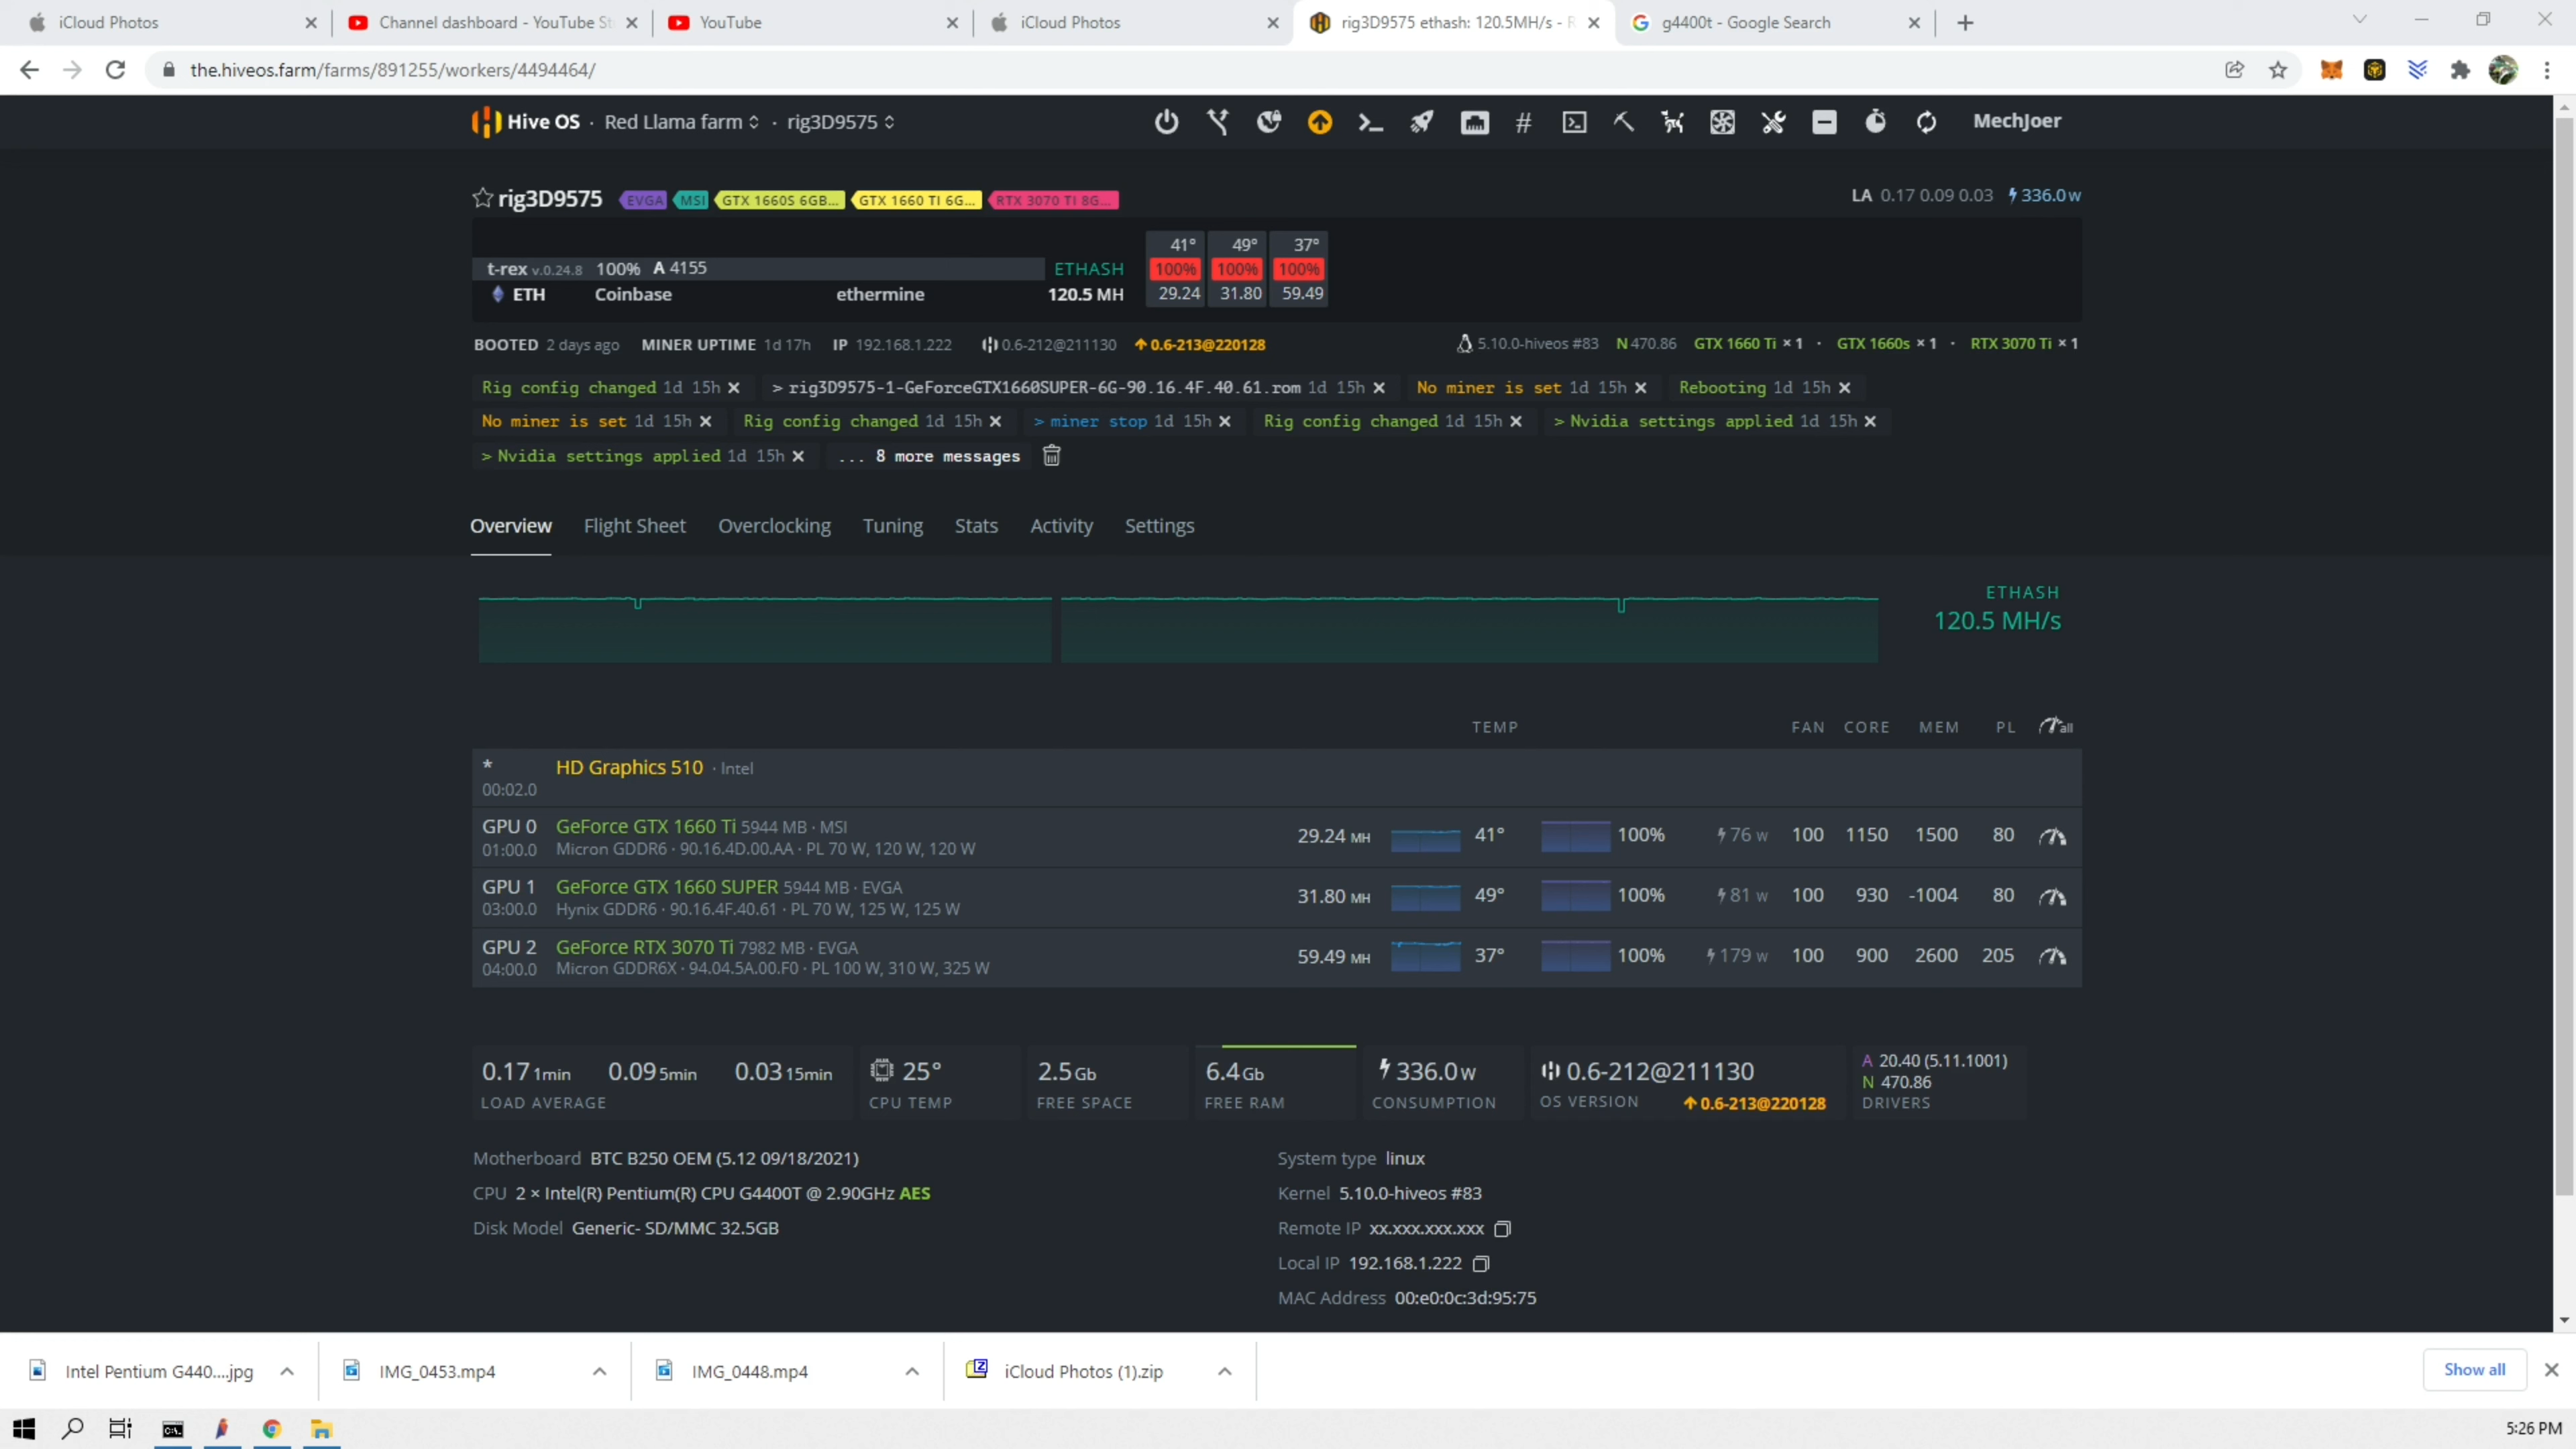 iCloud Photos
Channel dashboard - YouTube St
YouTube
iCloud Photos
rig3D9575 ethash: 120.5MH/s - R
g4400t - Google Search
the.hiveos.farm/farms/891255/workers/4494464/
Hive OS · Red Llama farm · rig3D9575
MechJoer
rig3D9575 EVGA MSI GTX 1660S 6GB... GTX 1660 TI 6G... RTX 3070 TI 8G...
LA 0.17 0.09 0.03 336.0 W
41° 49° 37°
t-rex v.0.24.8 100% A 4155 ETHASH 100% 100% 100%
ETH Coinbase ethermine 120.5 MH 29.24 31.80 59.49
BOOTED 2 days ago MINER UPTIME 1d 17h IP 192.168.1.222 0.6-212@211130 0.6-213@220128
5.10.0-hiveos #83 N 470.86 GTX 1660 Ti × 1 · GTX 1660s × 1 · RTX 3070 Ti × 1
Rig config changed 1d 15h > rig3D9575-1-GeForceGTX1660SUPER-6G-90.16.4F.40.61.rom 1d 15h No miner is set 1d 15h Rebooting 1d 15h
No miner is set 1d 15h Rig config changed 1d 15h > miner stop 1d 15h Rig config changed 1d 15h > Nvidia settings applied 1d 15h
> Nvidia settings applied 1d 15h ... 8 more messages
Overview Flight Sheet Overclocking Tuning Stats Activity Settings
ETHASH
120.5 MH/s
TEMP FAN CORE MEM PL all
* HD Graphics 510 · Intel
00:02.0
GPU 0 GeForce GTX 1660 Ti 5944 MB · MSI 29.24 MH 41° 100% 76 W 100 1150 1500 80
01:00.0 Micron GDDR6 · 90.16.4D.00.AA · PL 70 W, 120 W, 120 W
GPU 1 GeForce GTX 1660 SUPER 5944 MB · EVGA 31.80 MH 49° 100% 81 W 100 930 -1004 80
03:00.0 Hynix GDDR6 · 90.16.4F.40.61 · PL 70 W, 125 W, 125 W
GPU 2 GeForce RTX 3070 Ti 7982 MB · EVGA 59.49 MH 37° 100% 179 W 100 900 2600 205
04:00.0 Micron GDDR6X · 94.04.5A.00.F0 · PL 100 W, 310 W, 325 W
0.17 1min 0.09 5min 0.03 15min
LOAD AVERAGE
25°
CPU TEMP
2.5 Gb
FREE SPACE
6.4 Gb
FREE RAM
336.0 W
CONSUMPTION
0.6-212@211130
OS VERSION 0.6-213@220128
A 20.40 (5.11.1001)
N 470.86
DRIVERS
Motherboard BTC B250 OEM (5.12 09/18/2021)
CPU 2 × Intel(R) Pentium(R) CPU G4400T @ 2.90GHz AES
Disk Model Generic- SD/MMC 32.5GB
System type linux
Kernel 5.10.0-hiveos #83
Remote IP xx.xxx.xxx.xxx
Local IP 192.168.1.222
MAC Address 00:e0:0c:3d:95:75
Intel Pentium G440....jpg
IMG_0453.mp4
IMG_0448.mp4
iCloud Photos (1).zip
Show all
5:26 PM